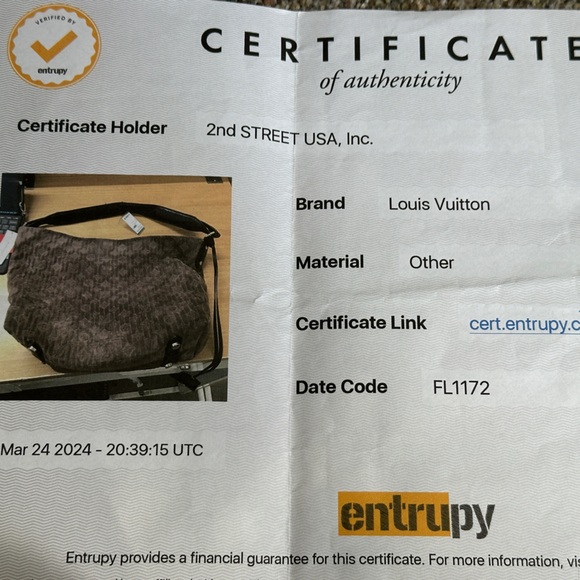 VERIFIED BY
entrupy
CERTIFICATE
of authenticity
Certificate Holder 2nd STREET USA, Inc.
Brand Louis Vuitton
Material Other
Certificate Link cert.entrupy.c
Date Code FL1172
Mar 24 2024 - 20:39:15 UTC
entrupy
Entrupy provides a financial guarantee for this certificate. For more information, vis